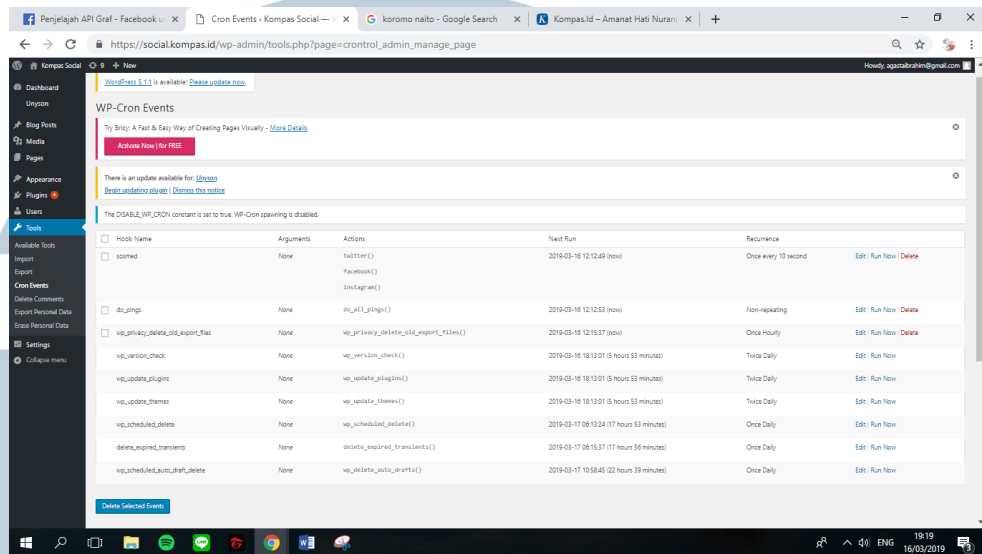 Penjelajah API Graf - Facebook u
Cron Events ‹ Kompas Social — W
koromo naito - Google Search
Kompas.Id – Amanat Hati Nurani
https://social.kompas.id/wp-admin/tools.php?page=crontrol_admin_manage_page
Kompas Social 9 + New
Howdy, agastaibrahim@gmail.com
Dashboard
Unyson
Blog Posts
Media
Pages
Appearance
Plugins
Users
Tools
Available Tools
Import
Export
Cron Events
Delete Comments
Export Personal Data
Erase Personal Data
Settings
Collapse menu
WordPress 5.1.1 is available! Please update now.
WP-Cron Events
Try Brizy: A Fast & Easy Way of Creating Pages Visually - More Details
Activate Now | for FREE
There is an update available for: Unyson.
Begin updating plugin | Dismiss this notice
The DISABLE_WP_CRON constant is set to true. WP-Cron spawning is disabled.
Hook Name Arguments Actions Next Run Recurrence
sosmed None twitter() 2019-03-16 12:12:49 (now) Once every 10 second Edit | Run Now | Delete
facebook()
instagram()
do_pings None do_all_pings() 2019-03-16 12:12:53 (now) Non-repeating Edit | Run Now | Delete
wp_privacy_delete_old_export_files None wp_privacy_delete_old_export_files() 2019-03-16 12:15:37 (now) Once Hourly Edit | Run Now | Delete
wp_version_check None wp_version_check() 2019-03-16 18:13:01 (5 hours 53 minutes) Twice Daily Edit | Run Now
wp_update_plugins None wp_update_plugins() 2019-03-16 18:13:01 (5 hours 53 minutes) Twice Daily Edit | Run Now
wp_update_themes None wp_update_themes() 2019-03-16 18:13:01 (5 hours 53 minutes) Twice Daily Edit | Run Now
wp_scheduled_delete None wp_scheduled_delete() 2019-03-17 06:13:24 (17 hours 53 minutes) Once Daily Edit | Run Now
delete_expired_transients None delete_expired_transients() 2019-03-17 06:15:37 (17 hours 56 minutes) Once Daily Edit | Run Now
wp_scheduled_auto_draft_delete None wp_delete_auto_drafts() 2019-03-17 10:58:45 (22 hours 39 minutes) Once Daily Edit | Run Now
Delete Selected Events
ENG
19:19
16/03/2019